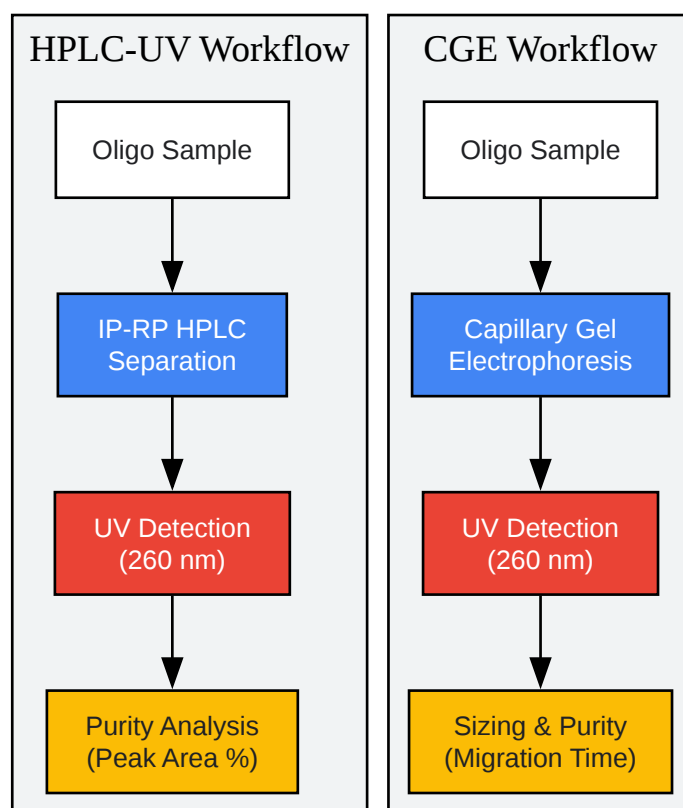 HPLC-UV Workflow
Oligo Sample
IP-RP HPLC
Separation
UV Detection
(260 nm)
Purity Analysis
(Peak Area %)
CGE Workflow
Oligo Sample
Capillary Gel
Electrophoresis
UV Detection
(260 nm)
Sizing & Purity
(Migration Time)